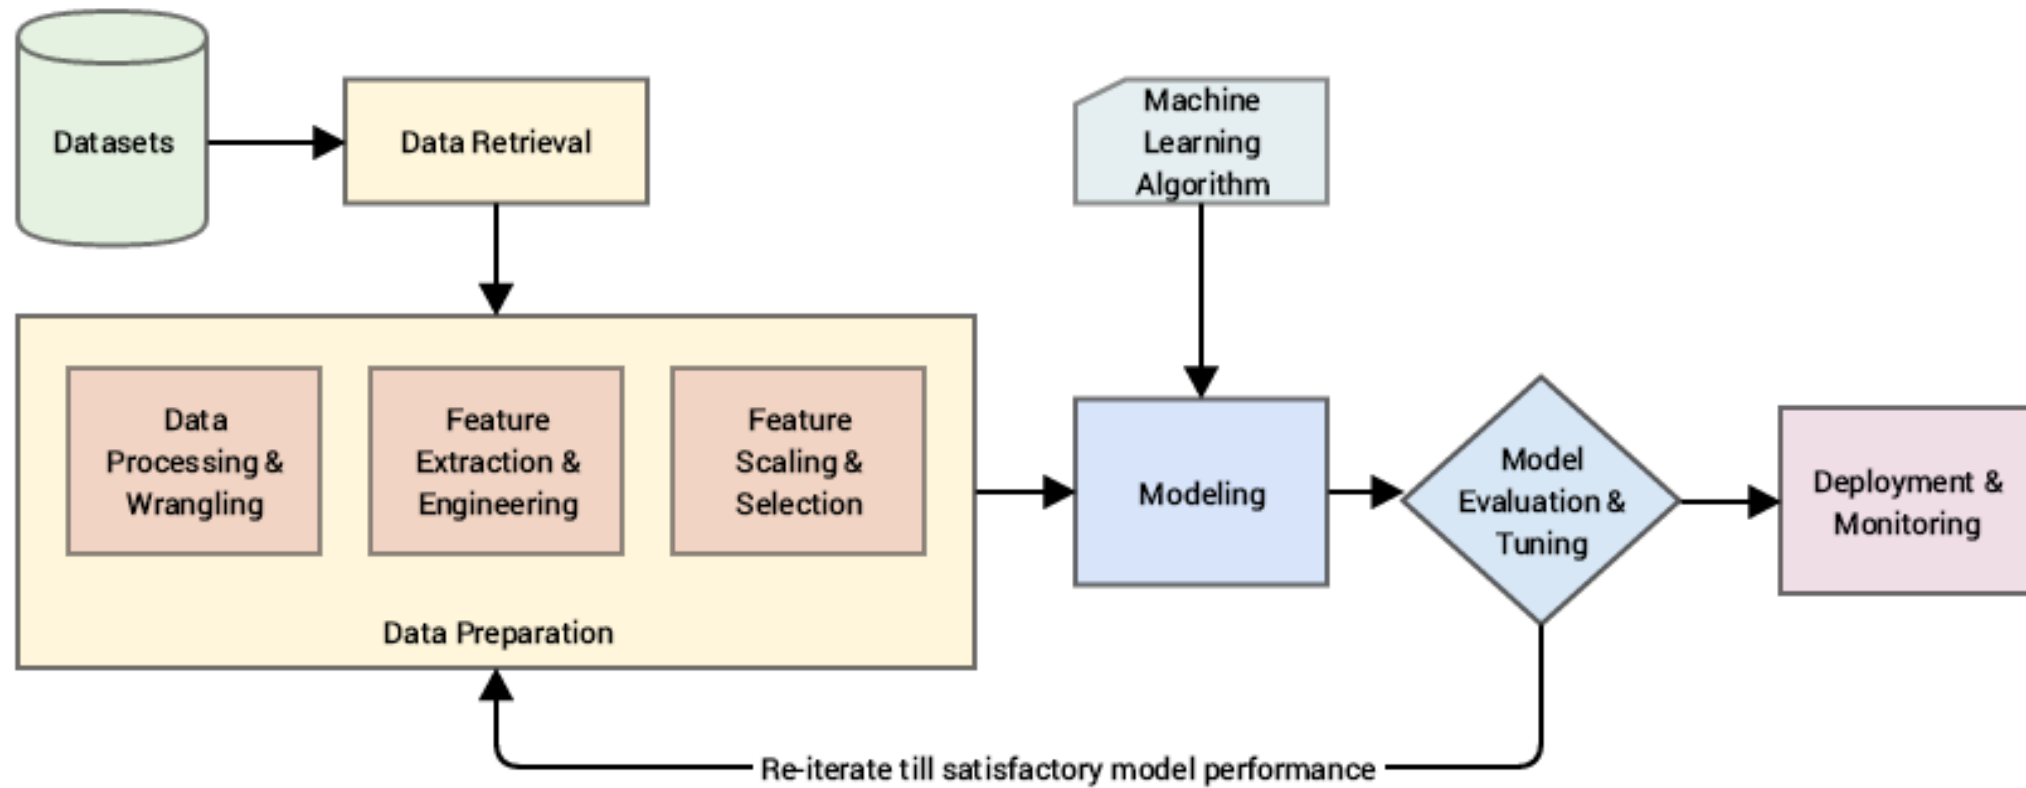 Datasets
Data Retrieval
Machine
Learning
Algorithm
Data
Processing &
Wrangling
Feature
Extraction &
Engineering
Feature
Scaling &
Selection
Data Preparation
Modeling
Model
Evaluation &
Tuning
Deployment &
Monitoring
Re-iterate till satisfactory model performance